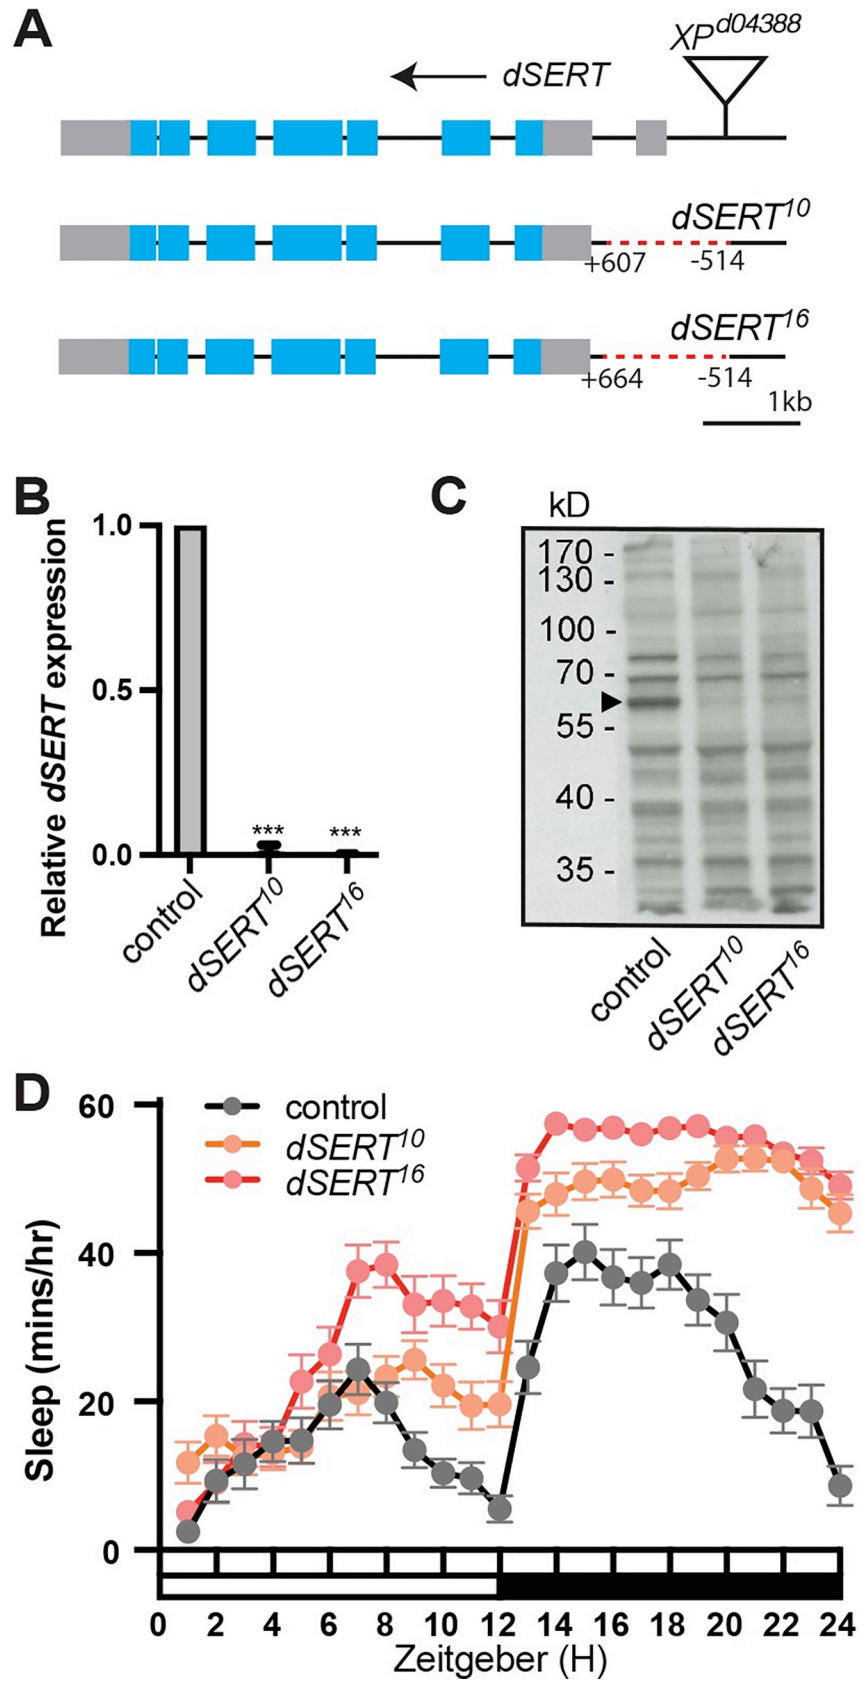 A
XP^d04388
dSERT
dSERT^10
+607 -514
dSERT^16
+664 -514
1kb
B
Relative dSERT expression
1.0
0.5
0.0
*** ***
control dSERT^10 dSERT^16
C
kD
170 -
130 -
100 -
70 -
55 -
40 -
35 -
control dSERT^10 dSERT^16
D
Sleep (mins/hr)
60
40
20
0
control
dSERT^10
dSERT^16
0 2 4 6 8 10 12 14 16 18 20 22 24
Zeitgeber (H)